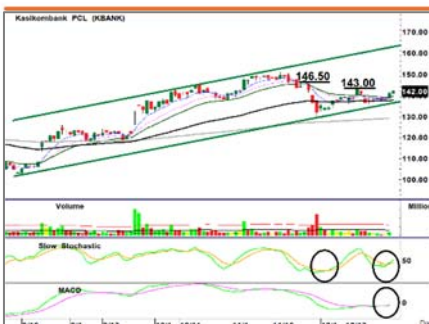 Kasikornbank PCL (KBANK)
170.00
160.00
150.00
146.50
143.00
142.00
130.00
120.00
110.00
100.00
Volume
Million
Slow Stochastic
50
MACD
0